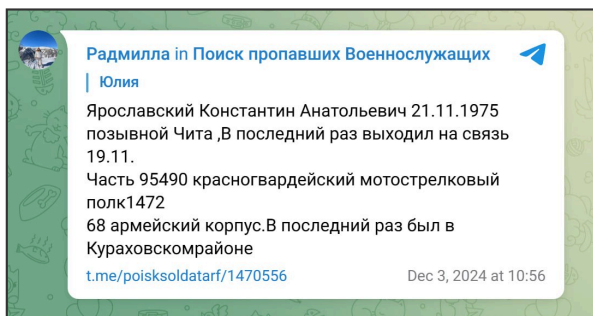 Радмилла in Поиск пропавших Военнослужащих
Юлия
Ярославский Константин Анатольевич 21.11.1975
позывной Чита ,В последний раз выходил на связь
19.11.
Часть 95490 красногвардейский мотострелковый
полк1472
68 армейский корпус.В последний раз был в
Кураховскомрайоне
t.me/poisksoldatarf/1470556 Dec 3, 2024 at 10:56